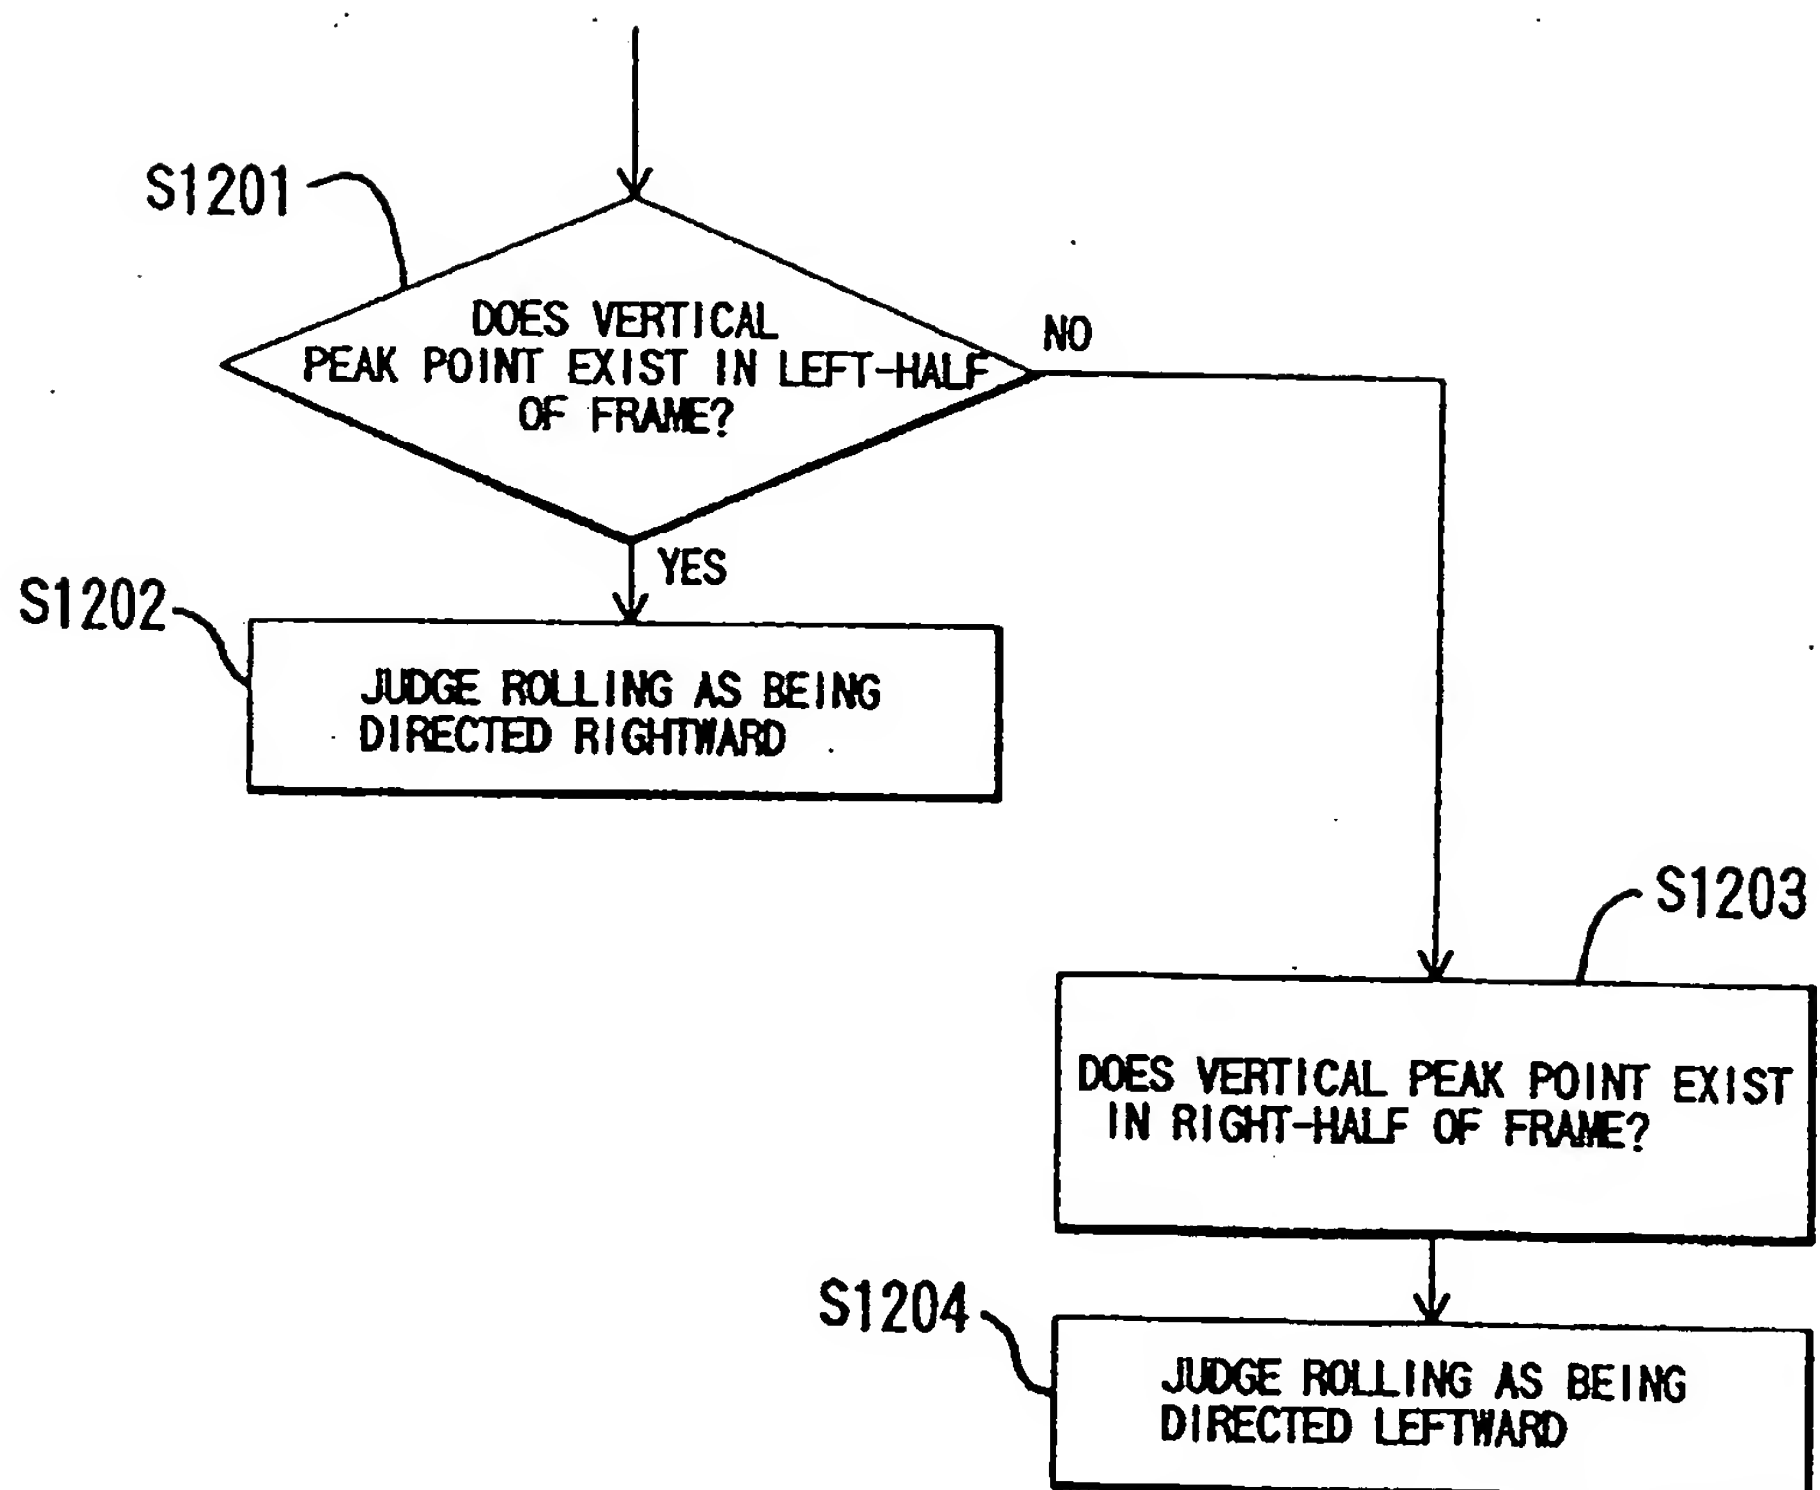 S1201
DOES VERTICAL
PEAK POINT EXIST IN LEFT-HALF
OF FRAME?
NO
YES
S1202
JUDGE ROLLING AS BEING
DIRECTED RIGHTWARD
S1203
DOES VERTICAL PEAK POINT EXIST
IN RIGHT-HALF OF FRAME?
S1204
JUDGE ROLLING AS BEING
DIRECTED LEFTWARD